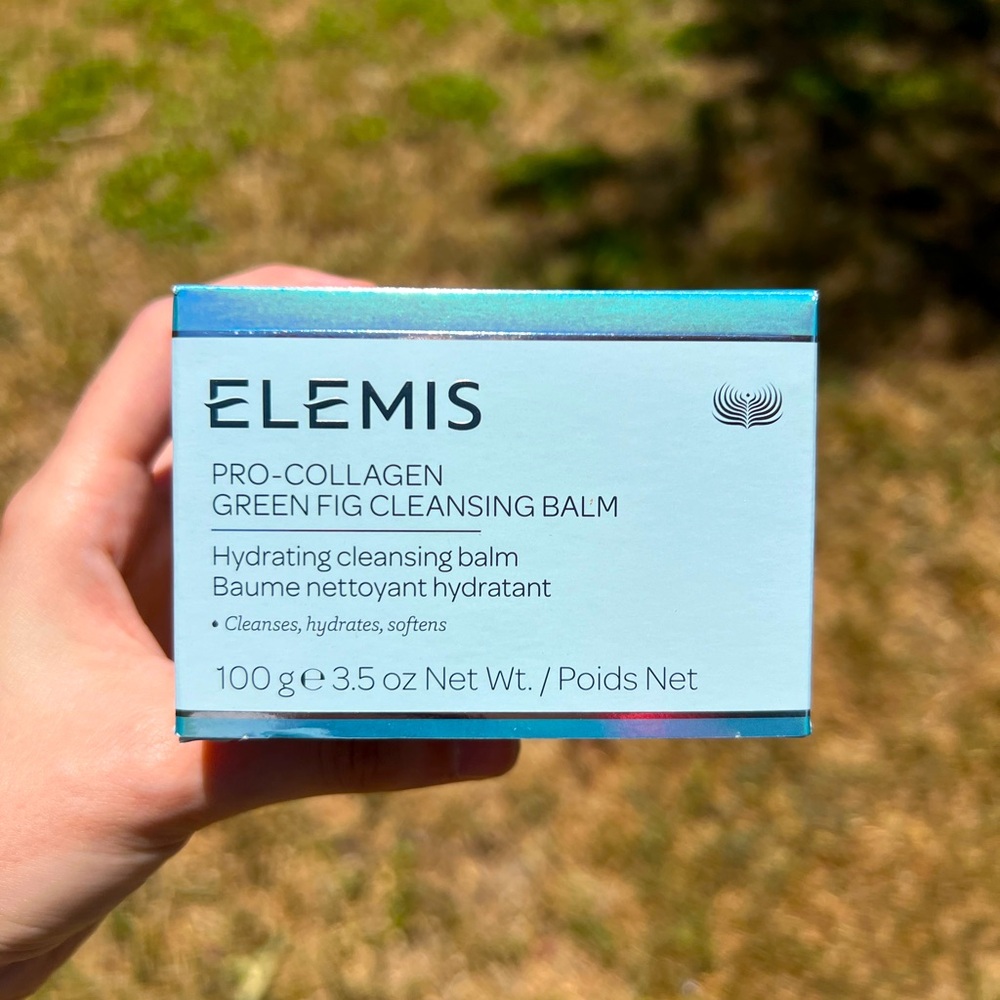 ELEMIS
PRO-COLLAGEN
GREEN FIG CLEANSING BALM
Hydrating cleansing balm
Baume nettoyant hydratant
• Cleanses, hydrates, softens
100 g ℮ 3.5 oz Net Wt. / Poids Net